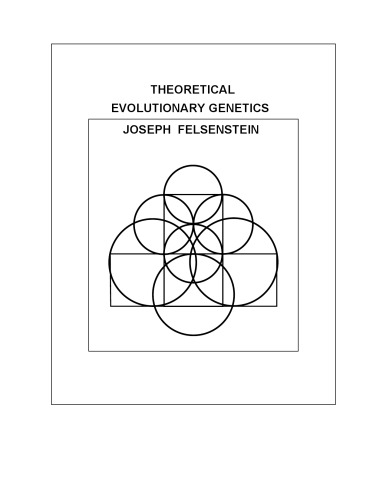 THEORETICAL
EVOLUTIONARY GENETICS
JOSEPH FELSENSTEIN